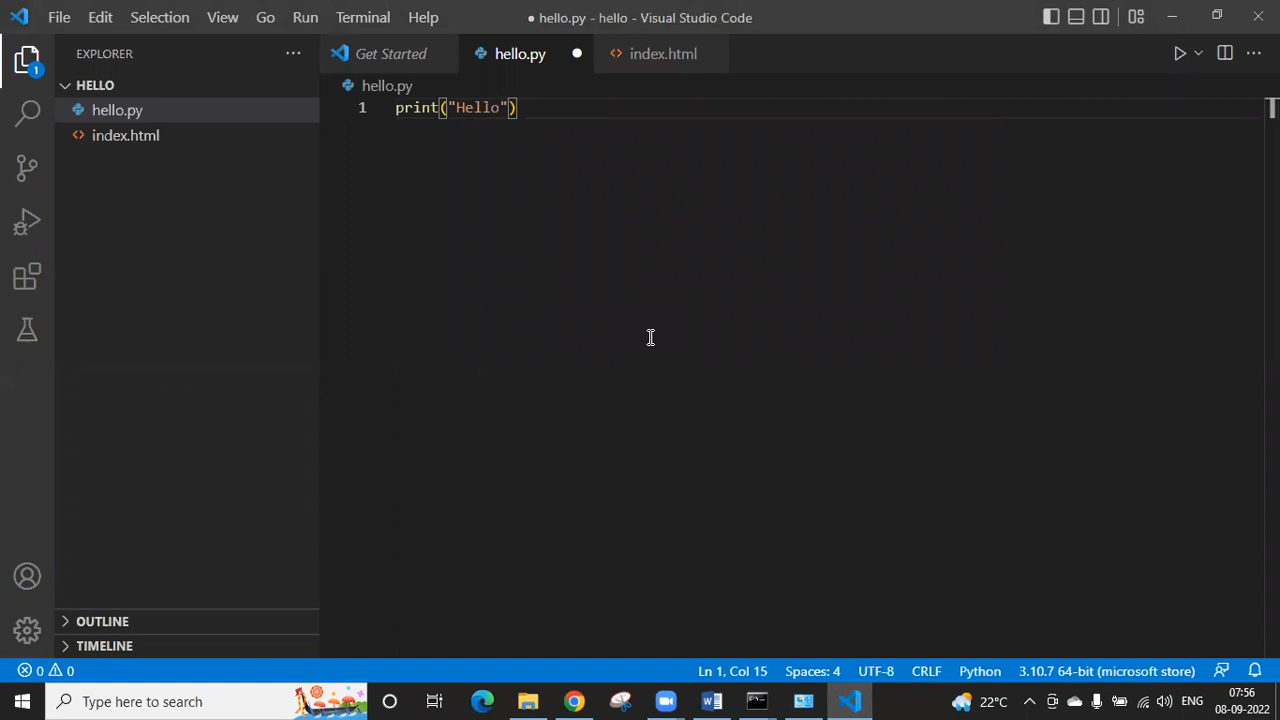 File Edit Selection View Go Run Terminal Help
● hello.py - hello - Visual Studio Code
EXPLORER
Get Started
hello.py
index.html
HELLO
hello.py
index.html
hello.py
1 print("Hello")
1
OUTLINE
TIMELINE
0 0
Ln 1, Col 15
Spaces: 4
UTF-8
CRLF
Python
3.10.7 64-bit (microsoft store)
Type here to search
22°C
ENG
07:56
08-09-2022